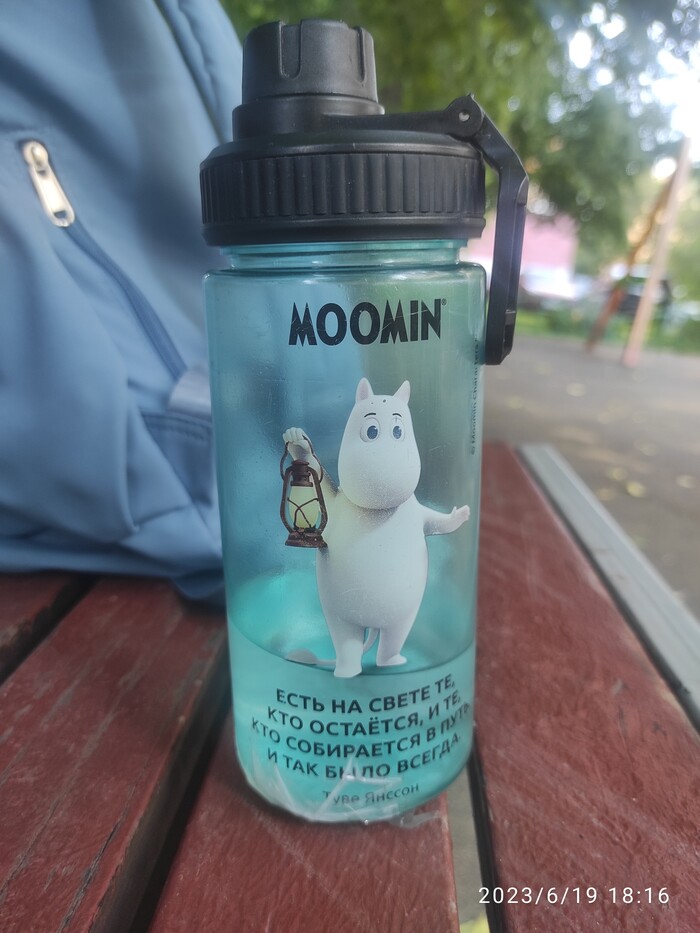 MOOMIN®
ЕСТЬ НА СВЕТЕ ТЕ,
КТО ОСТАЁТСЯ, И ТЕ,
КТО СОБИРАЕТСЯ В ПУТЬ
И ТАК БЫЛО ВСЕГДА.
Туве Янссон
2023/6/19 18:16